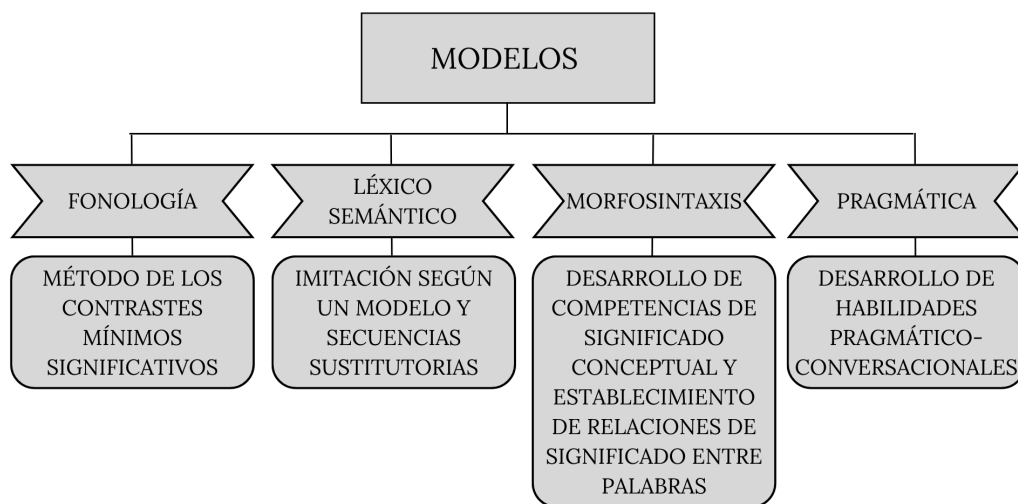 MODELOS
FONOLOGÍA
LÉXICO
SEMÁNTICO
MORFOSINTAXIS
PRAGMÁTICA
MÉTODO DE LOS
CONTRASTES
MÍNIMOS
SIGNIFICATIVOS
IMITACIÓN SEGÚN
UN MODELO Y
SECUENCIAS
SUSTITUTORIAS
DESARROLLO DE
COMPETENCIAS DE
SIGNIFICADO
CONCEPTUAL Y
ESTABLECIMIENTO
DE RELACIONES DE
SIGNIFICADO ENTRE
PALABRAS
DESARROLLO DE
HABILIDADES
PRAGMÁTICO-
CONVERSACIONALES